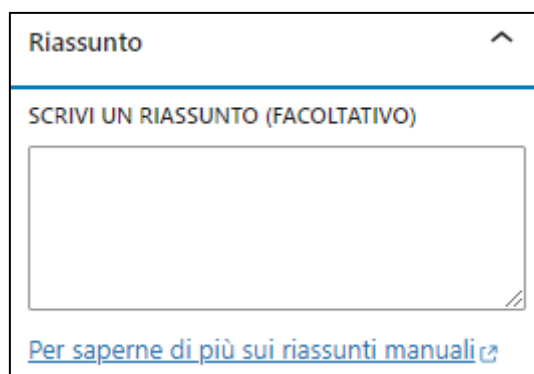 Riassunto
SCRIVI UN RIASSUNTO (FACOLTATIVO)
Per saperne di più sui riassunti manuali